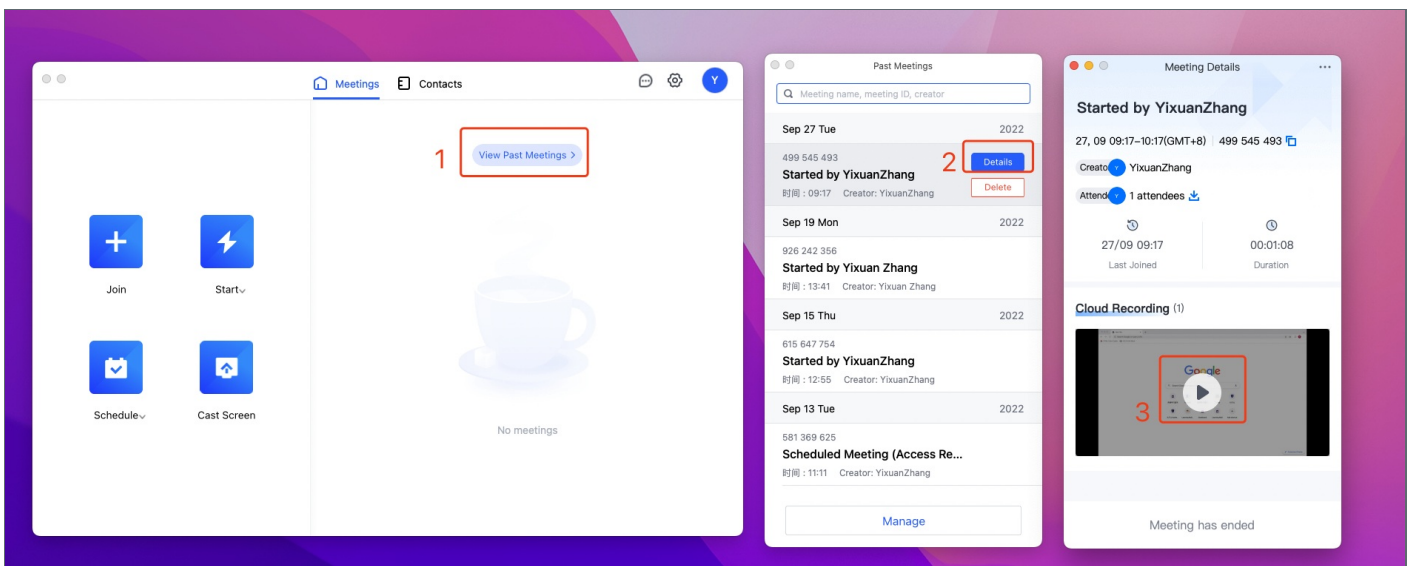 Meetings
Contacts
Y
1
View Past Meetings >
Join
Start
Schedule
Cast Screen
No meetings
Past Meetings
Meeting name, meeting ID, creator
Sep 27 Tue 2022
499 545 493
2
Details
Started by YixuanZhang
Delete
时间 : 09:17 Creator: YixuanZhang
Sep 19 Mon 2022
926 242 356
Started by Yixuan Zhang
时间 : 13:41 Creator: Yixuan Zhang
Sep 15 Thu 2022
615 647 754
Started by YixuanZhang
时间 : 12:55 Creator: YixuanZhang
Sep 13 Tue 2022
581 369 625
Scheduled Meeting (Access Re...
时间 : 11:11 Creator: YixuanZhang
Manage
Meeting Details
Started by YixuanZhang
27, 09 09:17-10:17(GMT+8) 499 545 493
Creato YixuanZhang
Attend 1 attendees
27/09 09:17 00:01:08
Last Joined Duration
Cloud Recording (1)
Google
3
Meeting has ended